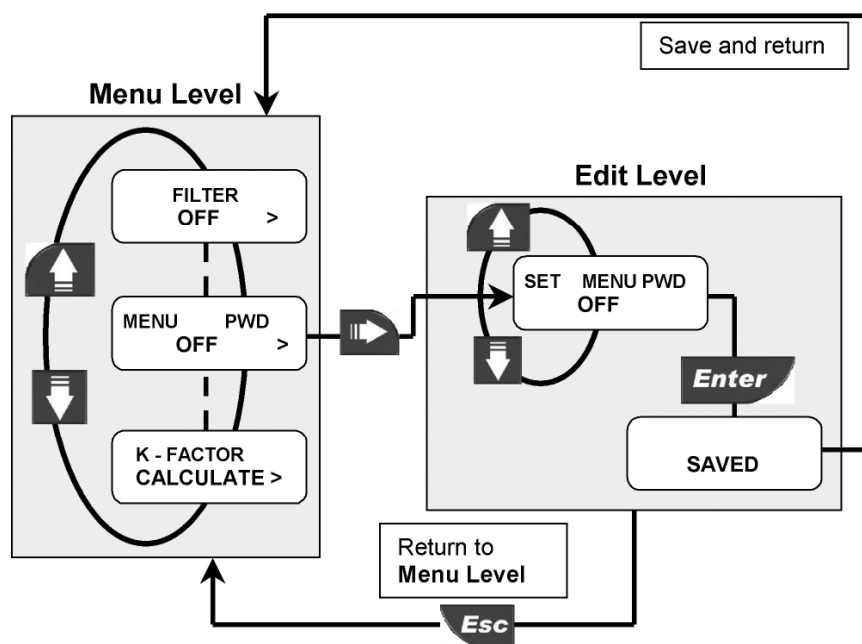 Save and return
Menu Level
FILTER
OFF >
MENU PWD
OFF >
K - FACTOR
CALCULATE >
Edit Level
SET MENU PWD
OFF
Enter
SAVED
Return to
Menu Level
Esc